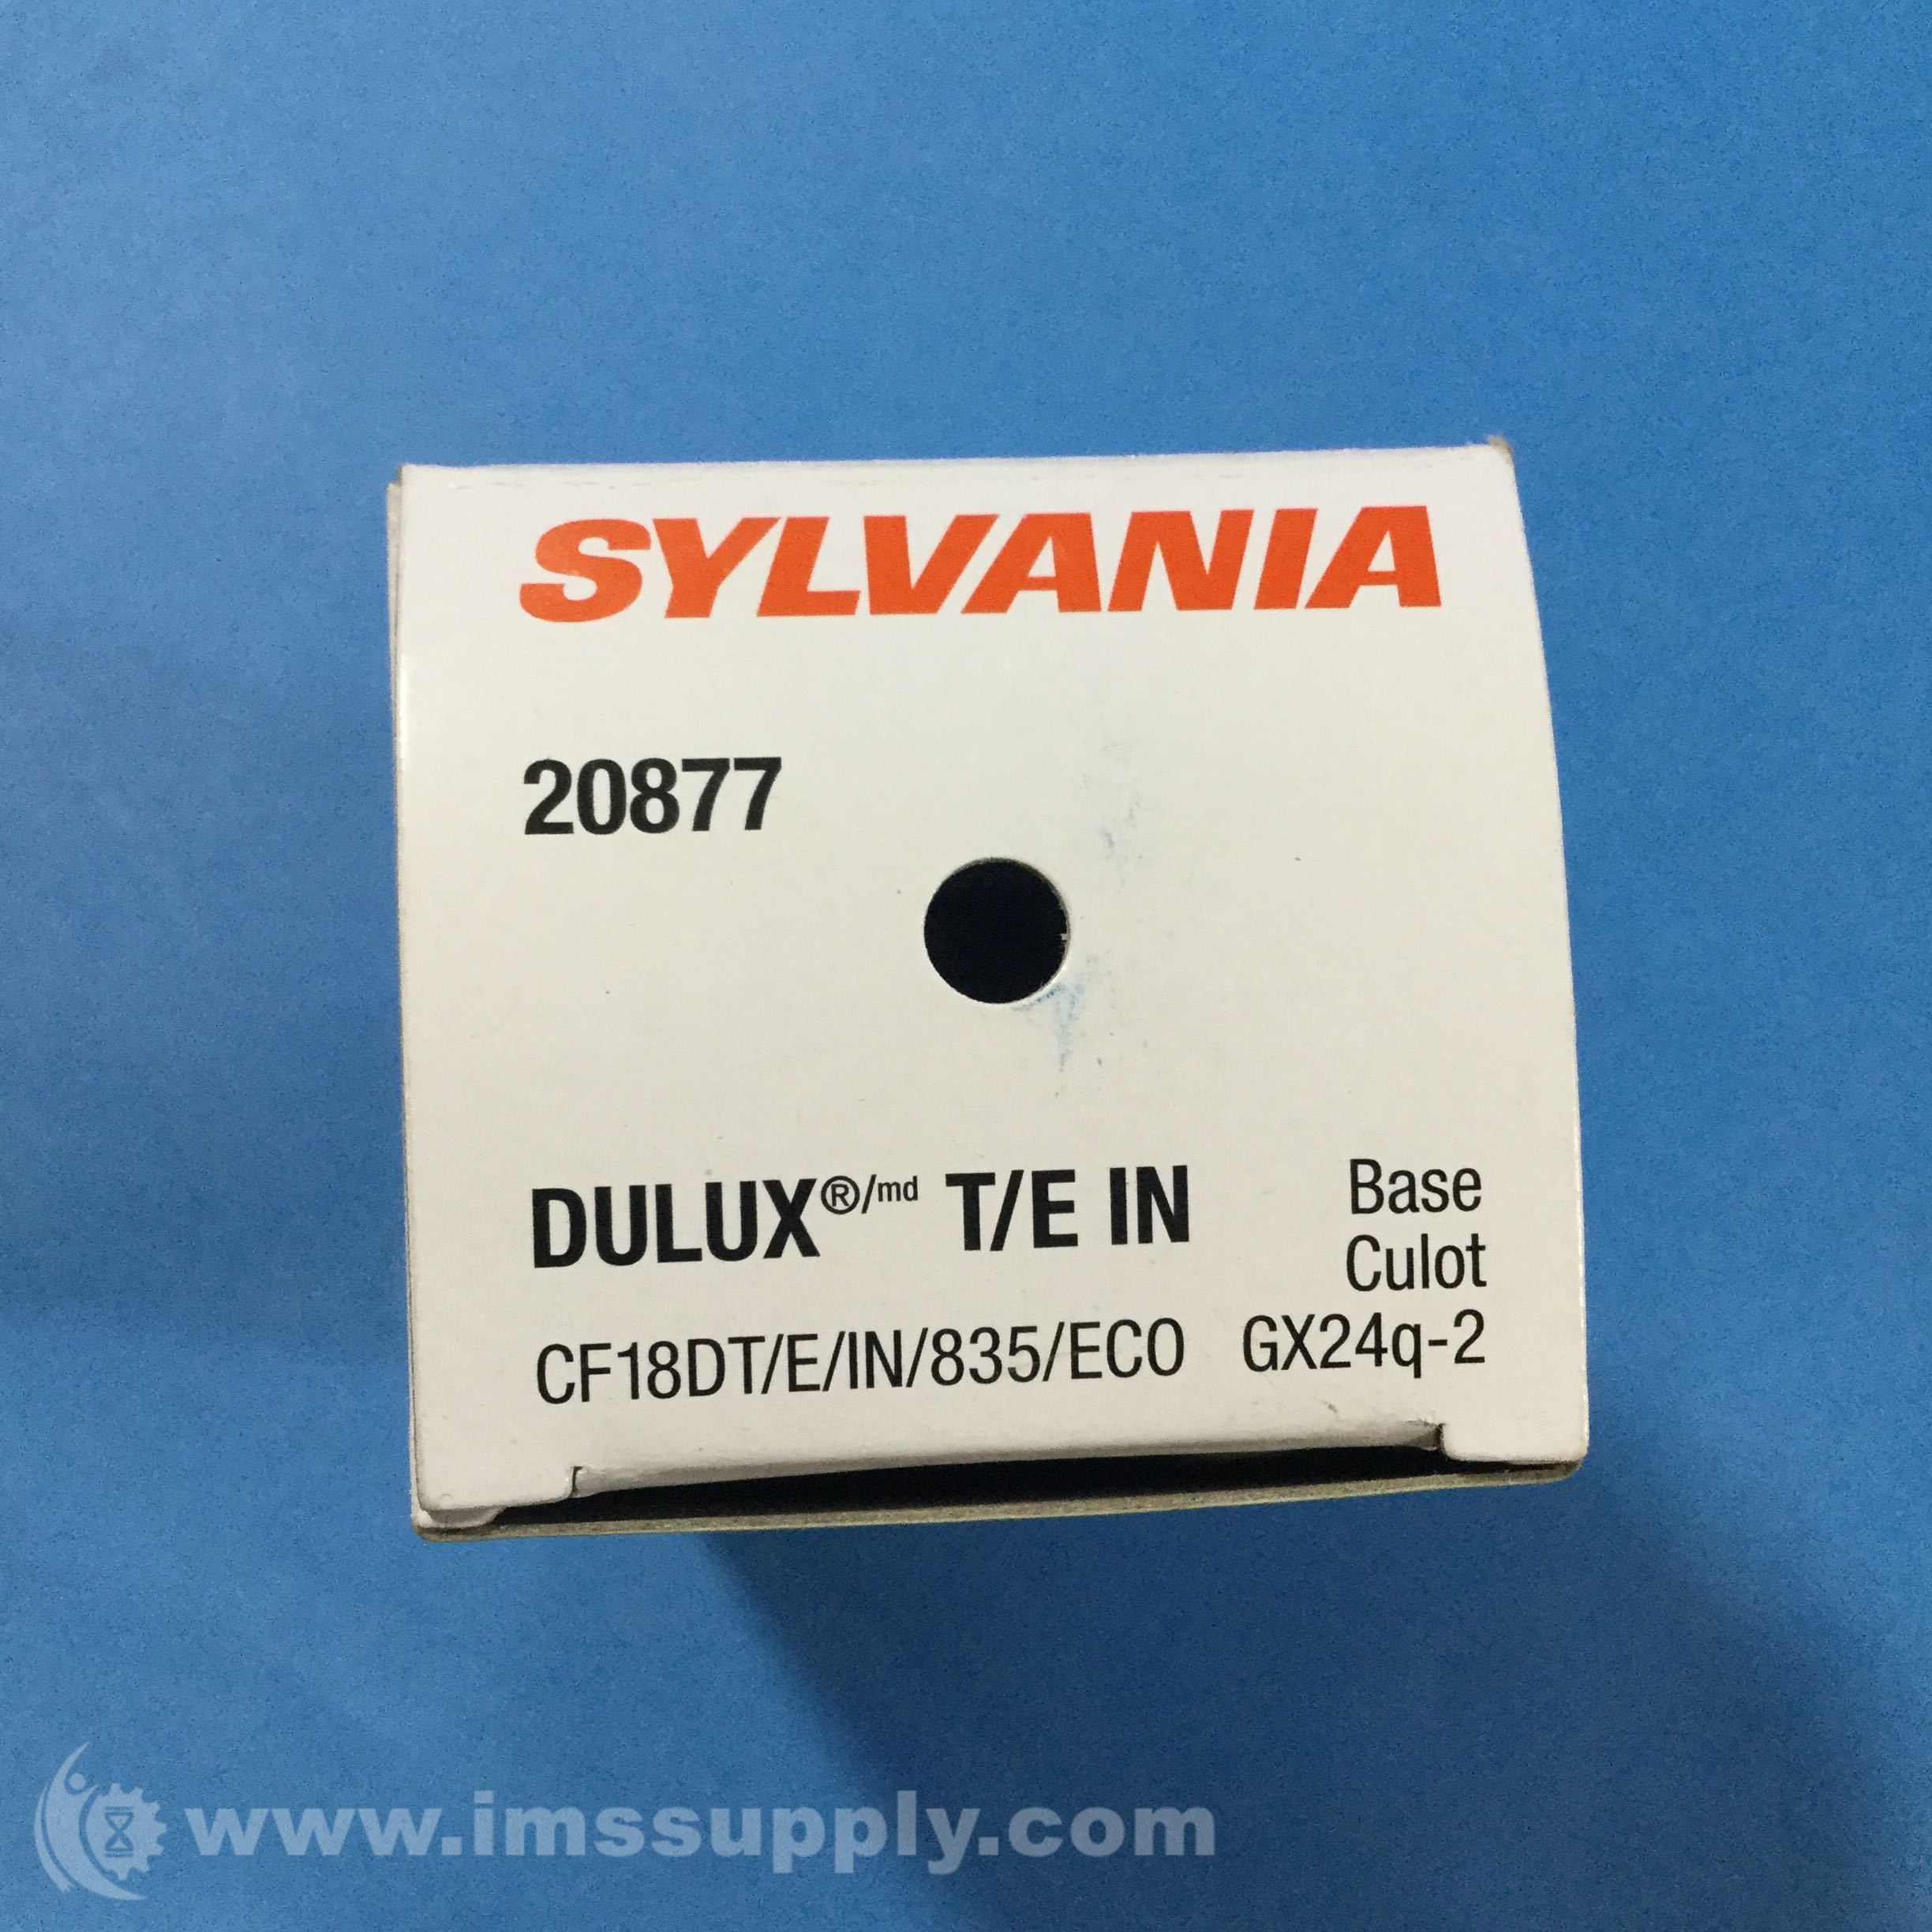 SYLVANIA
20877
DULUX®/md T/E IN
Base
Culot
CF18DT/E/IN/835/ECO GX24q-2
www.imssupply.com